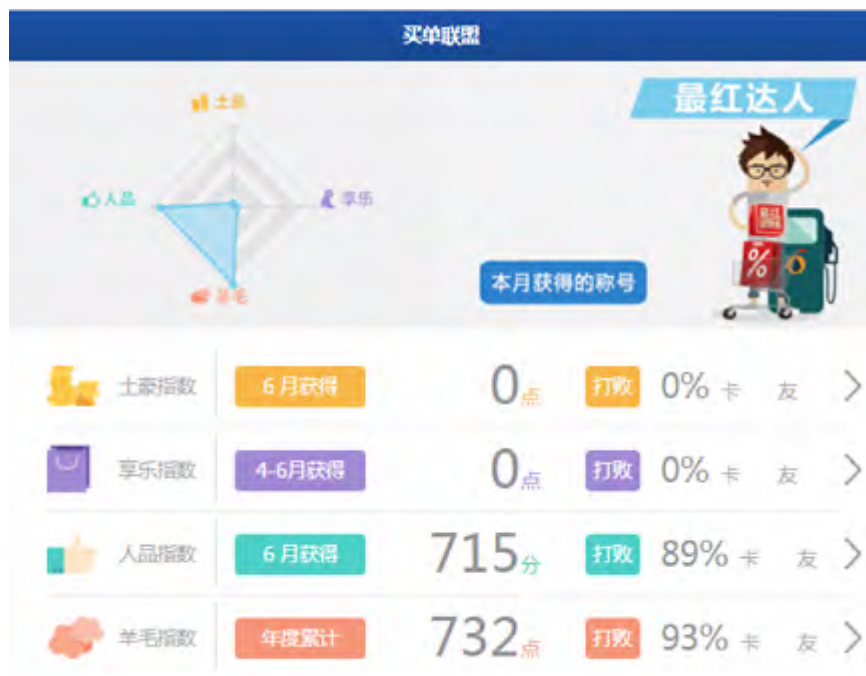 买单联盟
土豪
最红达人
人品
享乐
羊毛
本月获得的称号
土豪指数 6月获得 0点 打败 0% 卡 友
享乐指数 4-6月获得 0点 打败 0% 卡 友
人品指数 6月获得 715分 打败 89% 卡 友
羊毛指数 年度累计 732点 打败 93% 卡 友